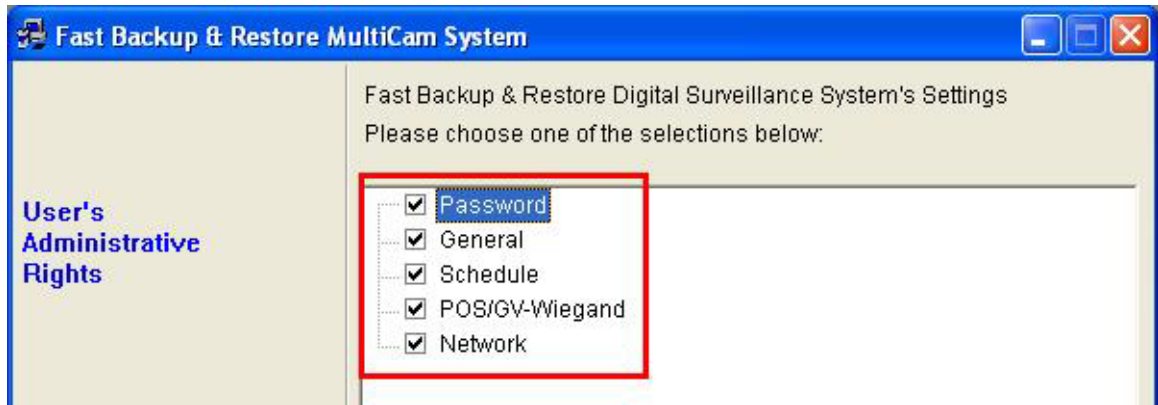 Fast Backup & Restore MultiCam System
Fast Backup & Restore Digital Surveillance System's Settings
Please choose one of the selections below:
User's
Administrative
Rights
Password
General
Schedule
POS/GV-Wiegand
Network